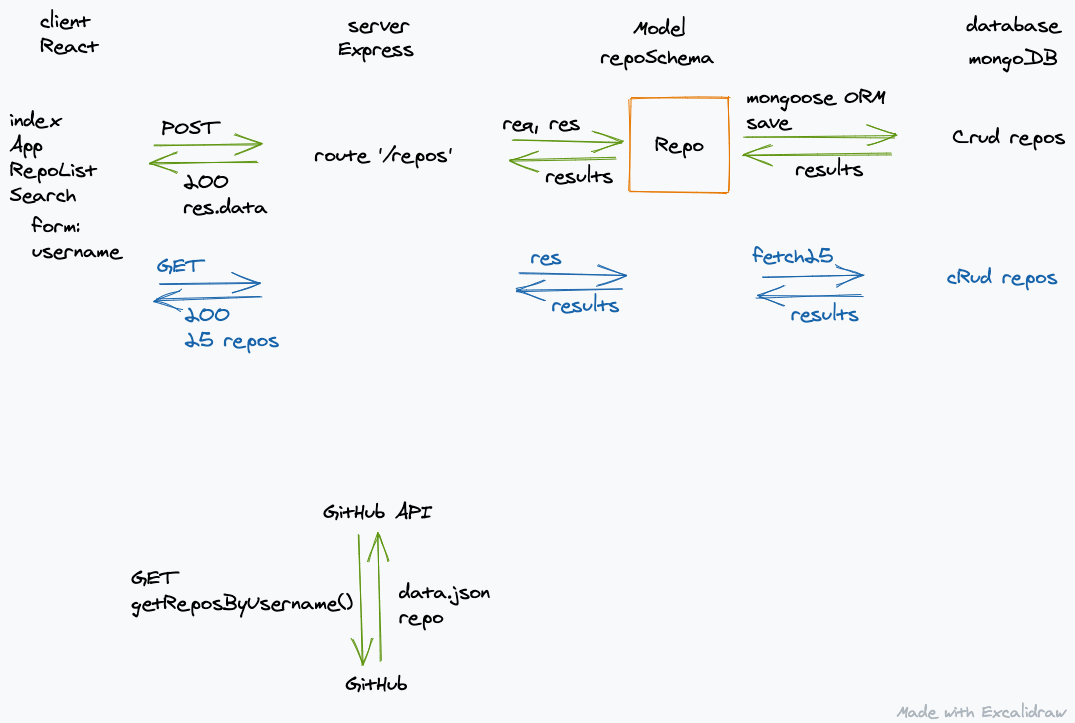 client
React
server
Express
Model
repoSchema
database
mongoDB
index
App
RepoList
Search
form:
username
POST
200
res.data
route '/repos'
req, res
results
Repo
mongoose ORM
save
results
Crud repos
GET
200
25 repos
res
results
fetch25
results
cRud repos
GitHub API
GET
getReposByUsername()
data.json
repo
GitHub
Made with Excalidraw